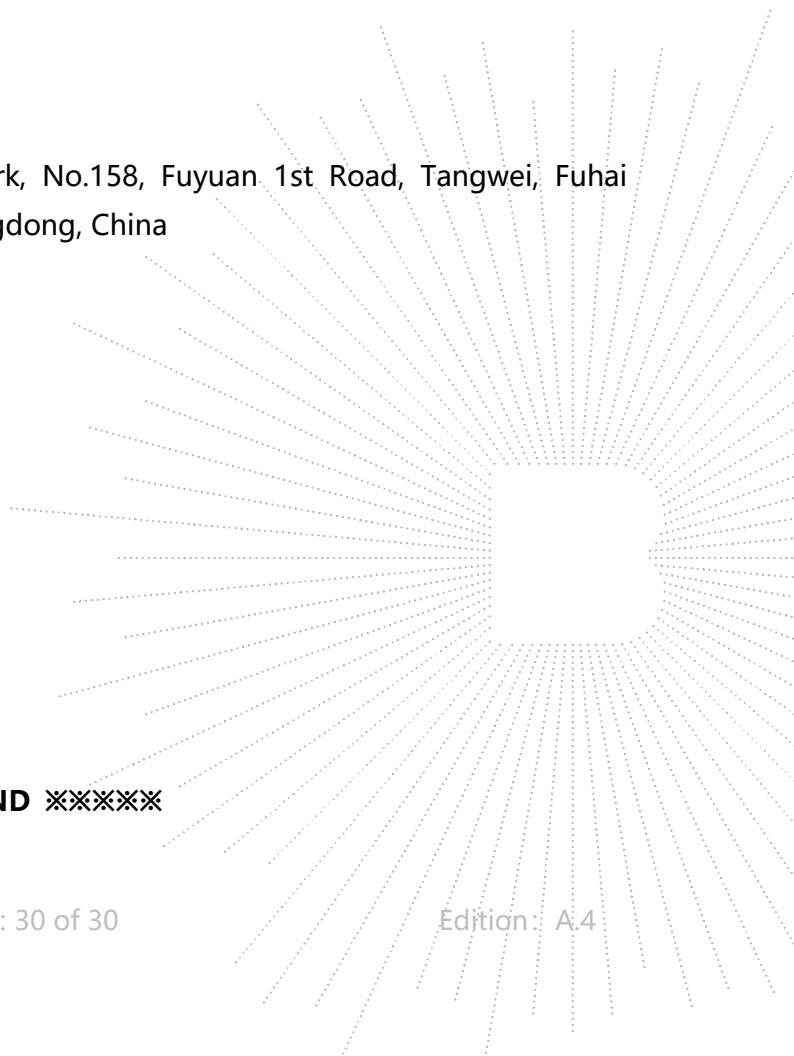 rk, No.158, Fuyuan 1st Road, Tangwei, Fuhai
gdong, China
ND ※※※※※
: 30 of 30 Edition：A.4